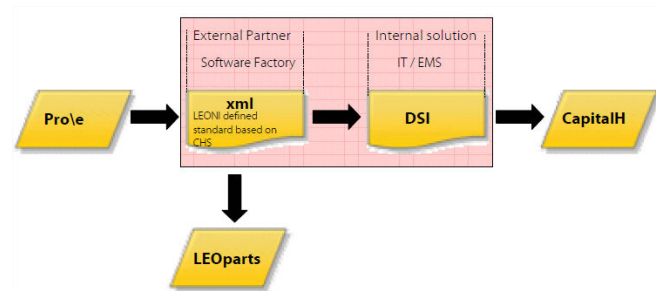 External Partner
Internal solution
Software Factory
IT / EMS
Pro\e
xml
LEONI defined
standard based on
CHS
DSI
CapitalH
LEOparts